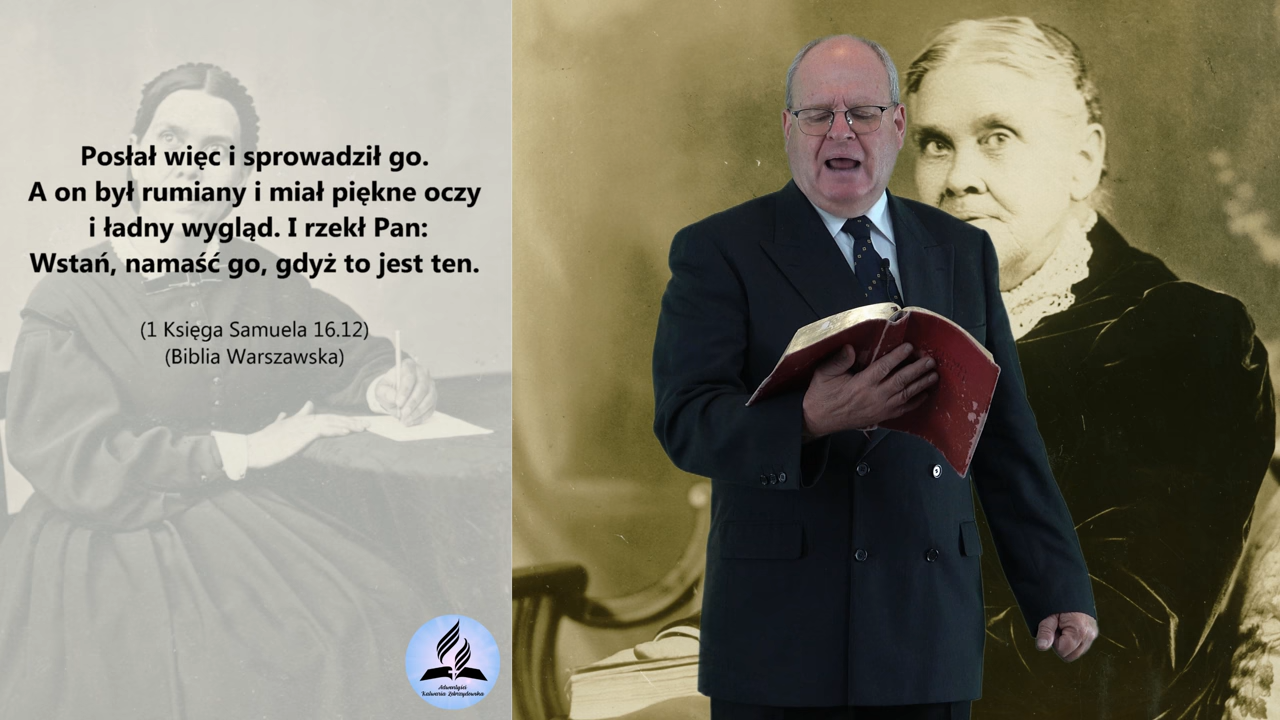 Posłał więc i sprowadził go.
A on był rumiany i miał piękne oczy
i ładny wygląd. I rzekł Pan:
Wstań, namaść go, gdyż to jest ten.
(1 Księga Samuela 16.12)
(Biblia Warszawska)
Adwentyści
Kalwaria Zebrzydowska